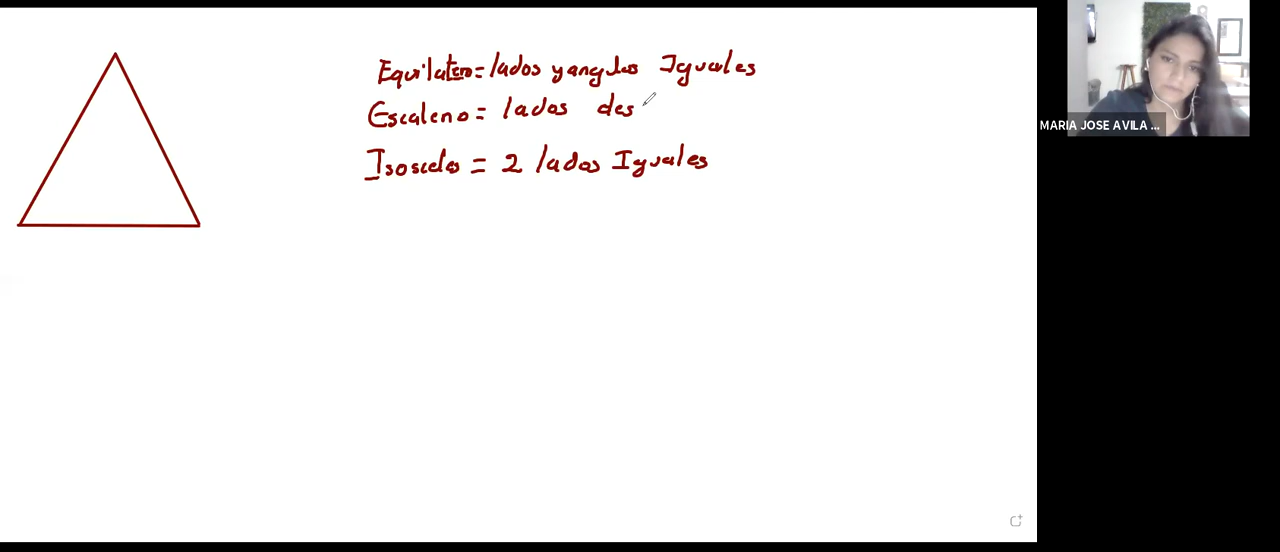 Equilatero = lados y angulos Iguales
Escaleno = lados des
Isosceles = 2 lados Iguales
MARIA JOSE AVILA ...